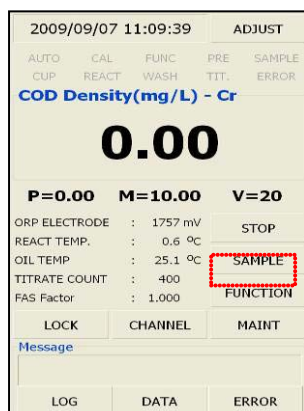 2009/09/07 11:09:39 ADJUST
AUTO CAL FUNC PRE SAMPLE
CUP REACT WASH TIT. ERROR
COD Density(mg/L) - Cr
0.00
P=0.00 M=10.00 V=20
ORP ELECTRODE : 1757 mV
STOP
REACT TEMP. : 0.6 ºC
OIL TEMP : 25.1 ºC
SAMPLE
TITRATE COUNT : 400
FAS Factor : 1.000
FUNCTION
LOCK CHANNEL MAINT
Message
LOG DATA ERROR